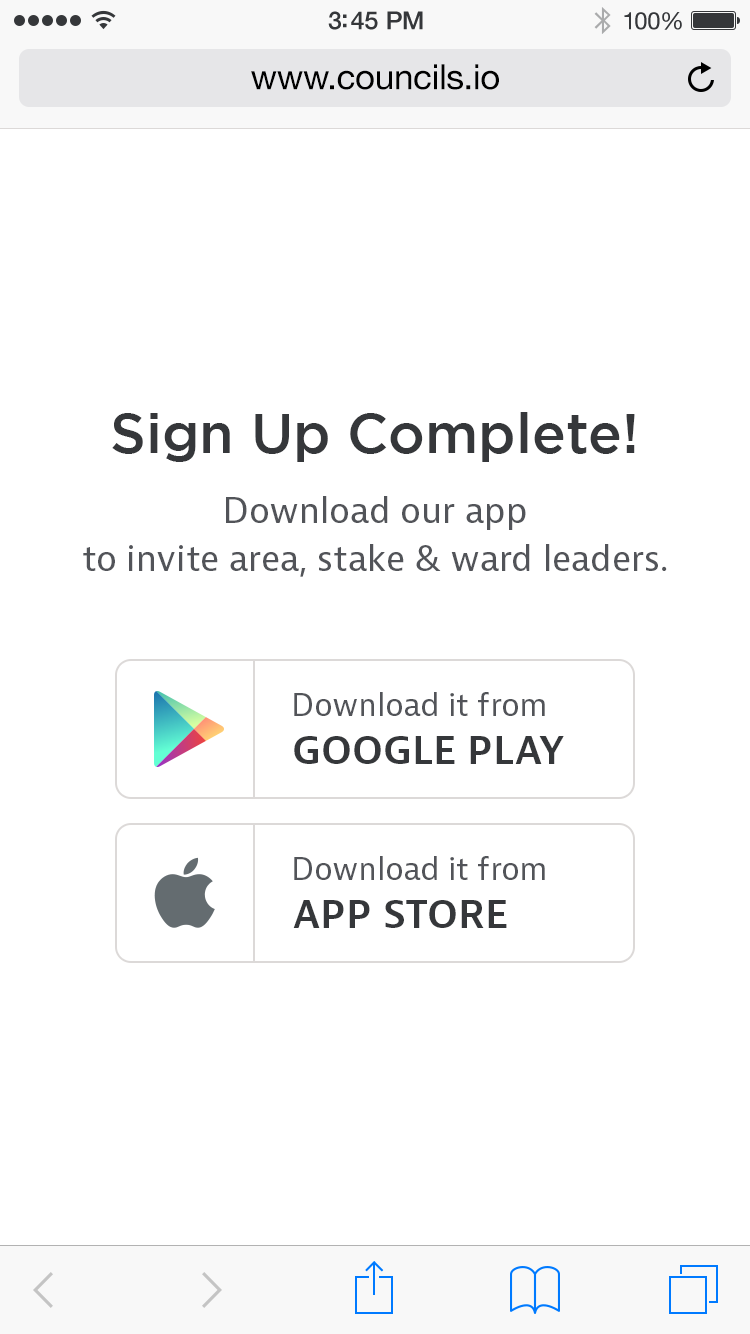 3:45 PM
100%
www.councils.io
Sign Up Complete!
Download our app
to invite area, stake & ward leaders.
Download it from
GOOGLE PLAY
Download it from
APP STORE